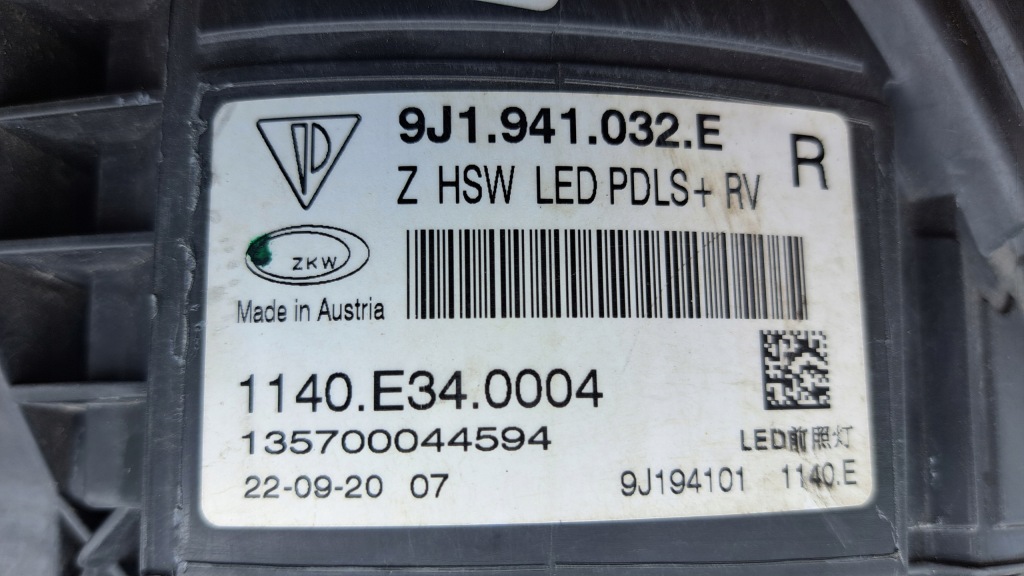 9J1.941.032.E
R
Z HSW LED PDLS+ RV
ZKW
Made in Austria
1140.E34.0004
135700044594
LED前照灯
22-09-20 07
9J194101 1140.E